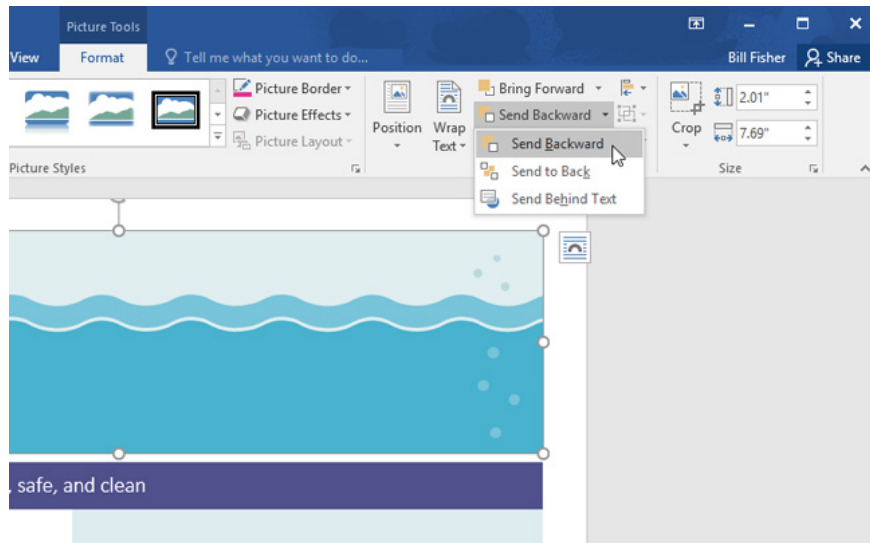 Picture Tools
View Format Tell me what you want to do... Bill Fisher Share
Picture Border
Picture Effects
Picture Layout
Position
Wrap
Text
Bring Forward
Send Backward
Send Backward
Send to Back
Send Behind Text
Crop
2.01"
7.69"
Picture Styles
Size
, safe, and clean